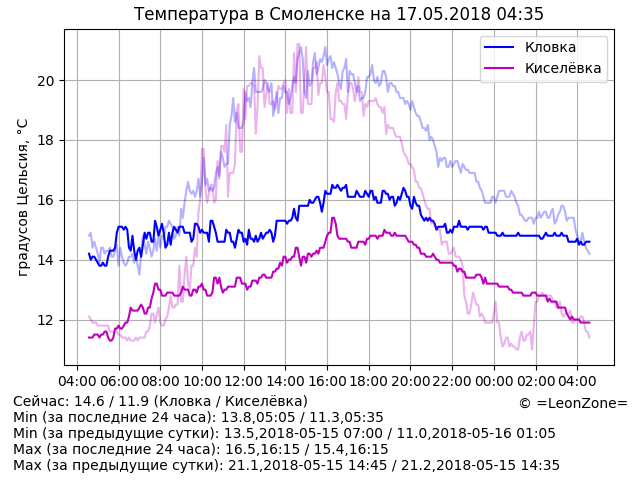 Температура в Смоленске на 17.05.2018 04:35
Кловка
Киселёвка
градусов Цельсия, °C
20
18
16
14
12
04:00 06:00 08:00 10:00 12:00 14:00 16:00 18:00 20:00 22:00 00:00 02:00 04:00
Сейчас: 14.6 / 11.9 (Кловка / Киселёвка)
© =LeonZone=
Min (за последние 24 часа): 13.8,05:05 / 11.3,05:35
Min (за предыдущие сутки): 13.5,2018-05-15 07:00 / 11.0,2018-05-16 01:05
Max (за последние 24 часа): 16.5,16:15 / 15.4,16:15
Max (за предыдущие сутки): 21.1,2018-05-15 14:45 / 21.2,2018-05-15 14:35